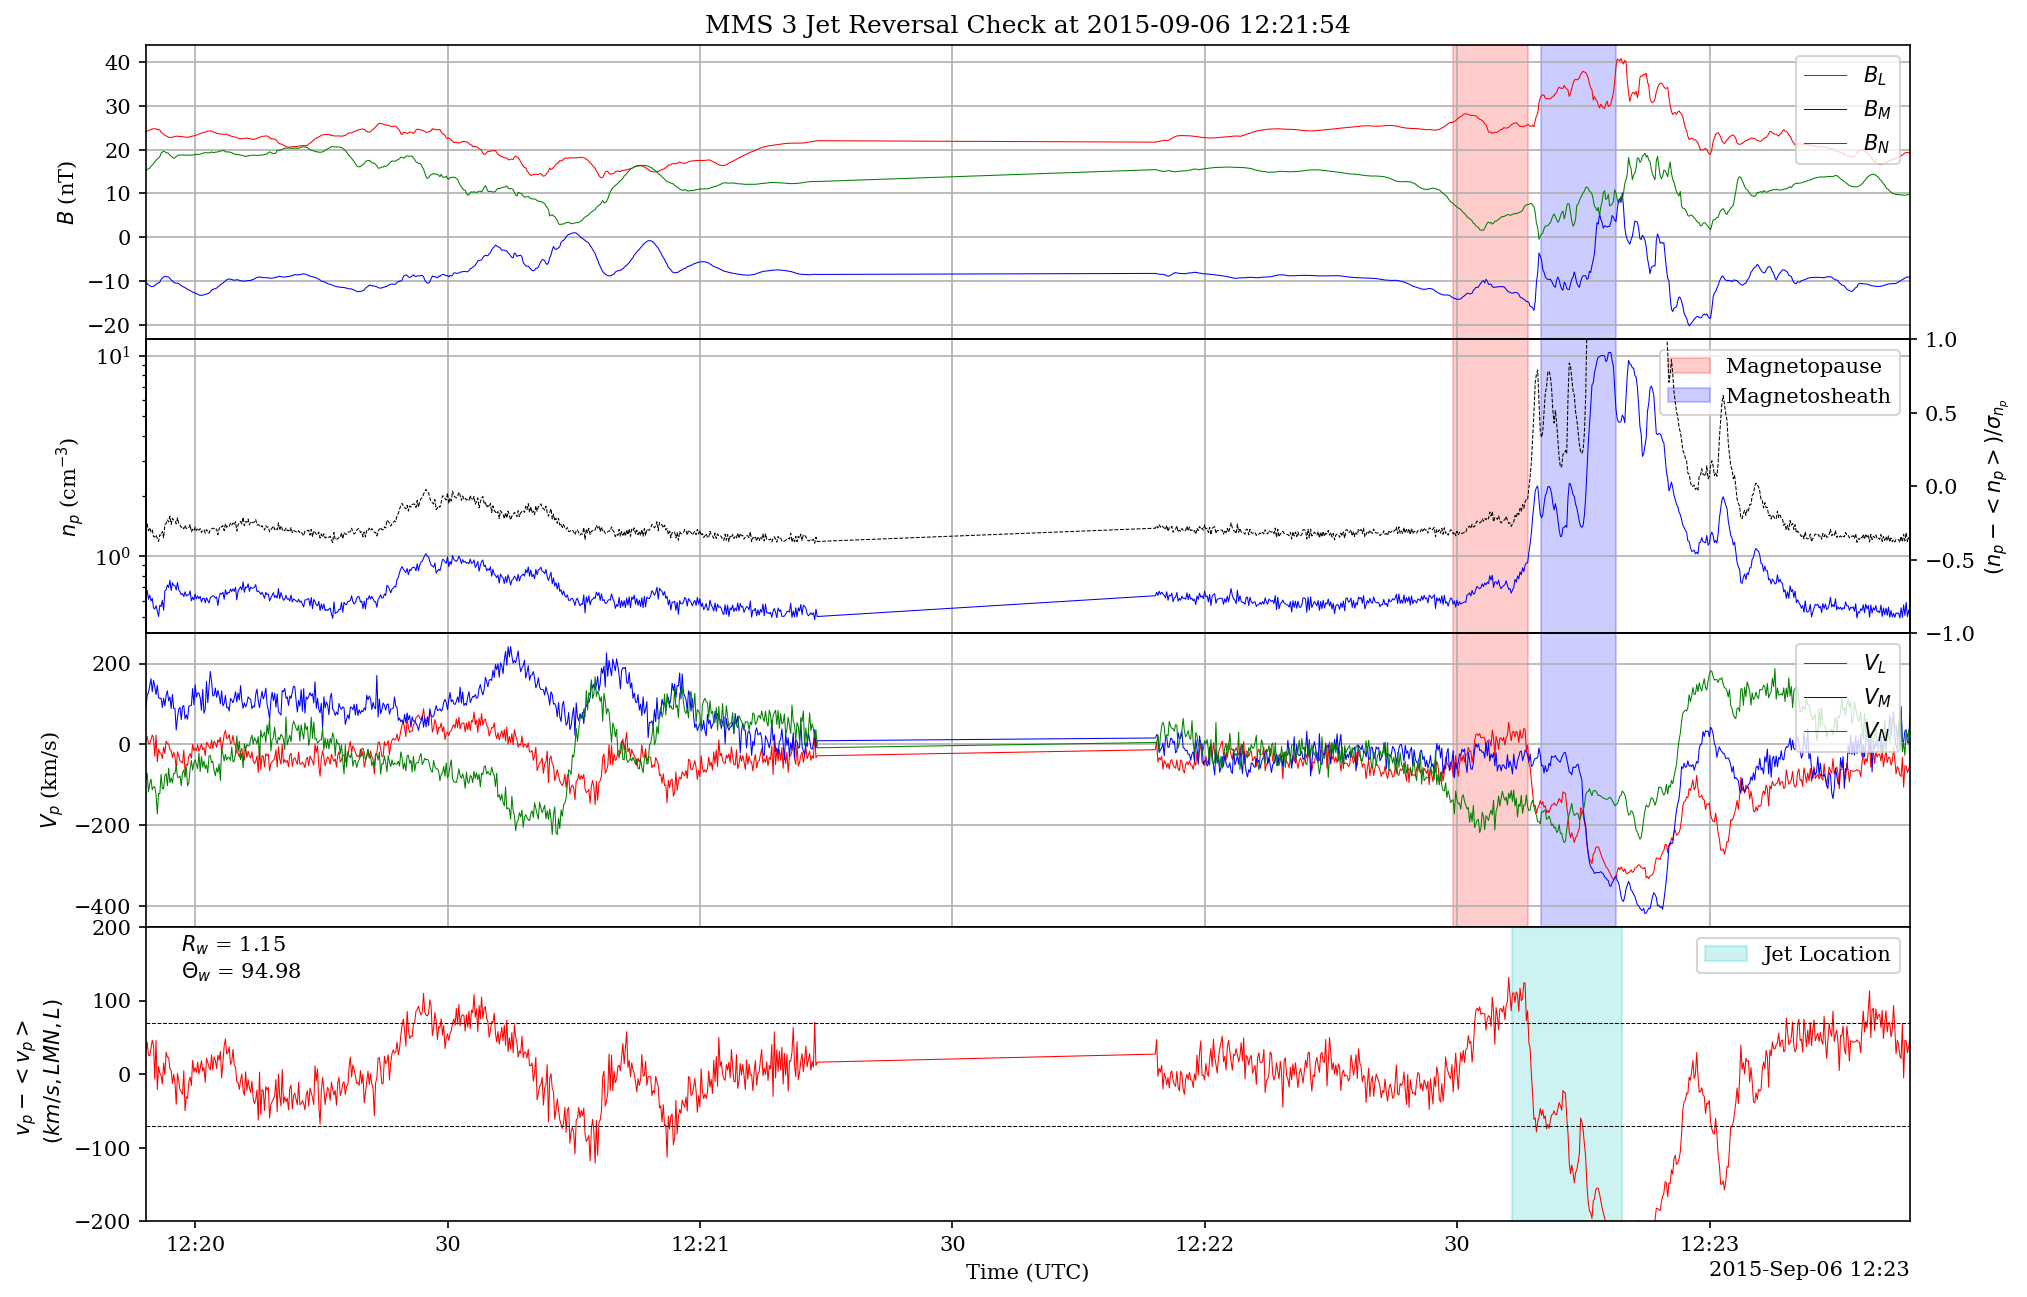 MMS 3 Jet Reversal Check at 2015-09-06 12:21:54
40
30
20
10
0
−10
−20
B (nT)
B_L
B_M
B_N
10^1
10^0
n_p (cm^{−3})
1.0
0.5
0.0
−0.5
−1.0
(n_p − < n_p >)/σ_{n_p}
Magnetopause
Magnetosheath
200
0
−200
−400
V_p (km/s)
V_L
V_M
V_N
200
100
0
−100
−200
v_p − < v_p >
(km/s, LMN, L)
R_w = 1.15
Θ_w = 94.98
Jet Location
12:20 30 12:21 30 12:22 30 12:23
Time (UTC)
2015-Sep-06 12:23